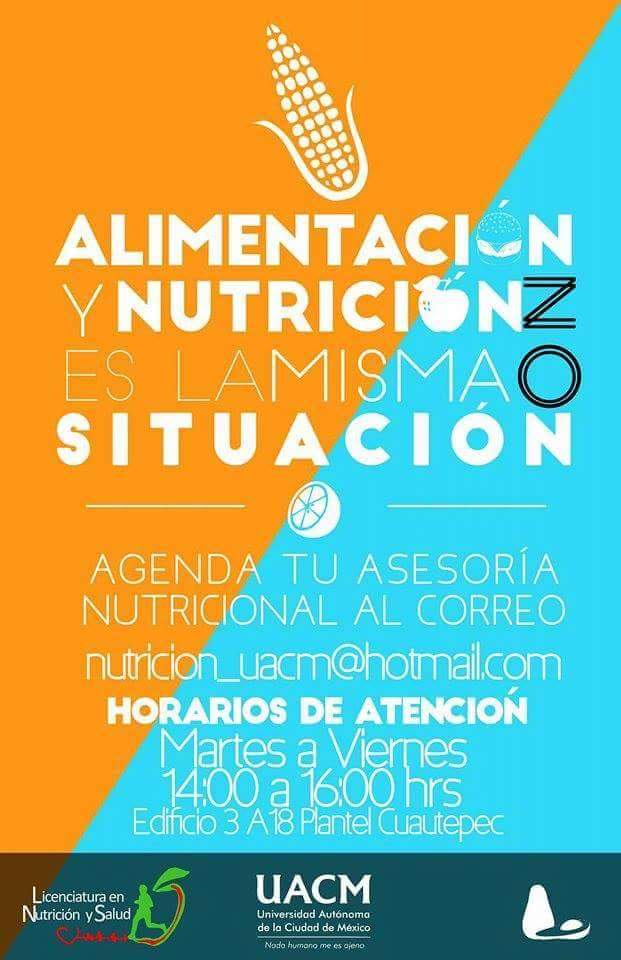 ALIMENTACIÓN
Y NUTRICIÓN NO
ES LA MISMA
SITUACIÓN
AGENDA TU ASESORÍA
NUTRICIONAL AL CORREO
nutricion_uacm@hotmail.com
HORARIOS DE ATENCIOŃ
Martes a Viernes
14:00 a 16:00 hrs
Edificio 3 A18 Plantel Cuautepec
Licenciatura en
Nutrición y Salud
UACM
Universidad Autónoma
de la Ciudad de México
Nada humano me es ajeno